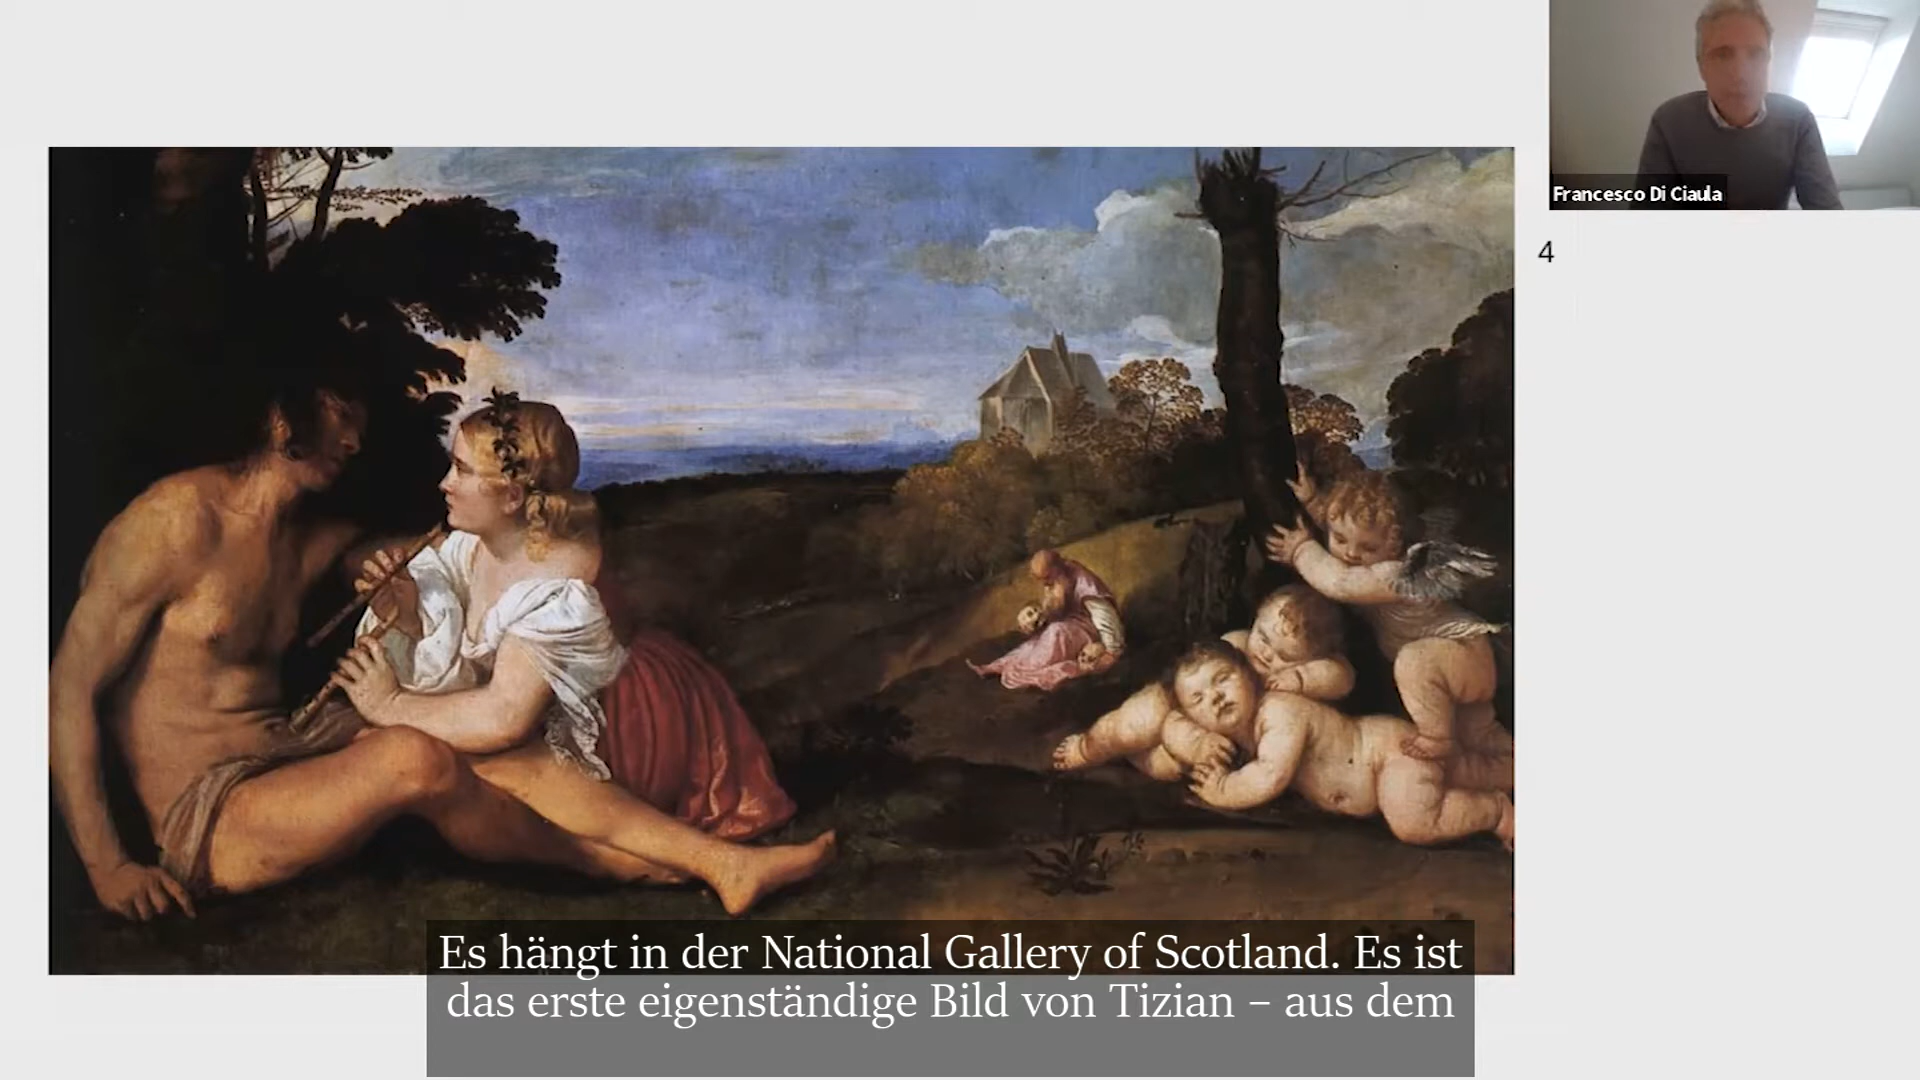 Francesco Di Ciaula
4
Es hängt in der National Gallery of Scotland. Es ist
das erste eigenständige Bild von Tizian – aus dem